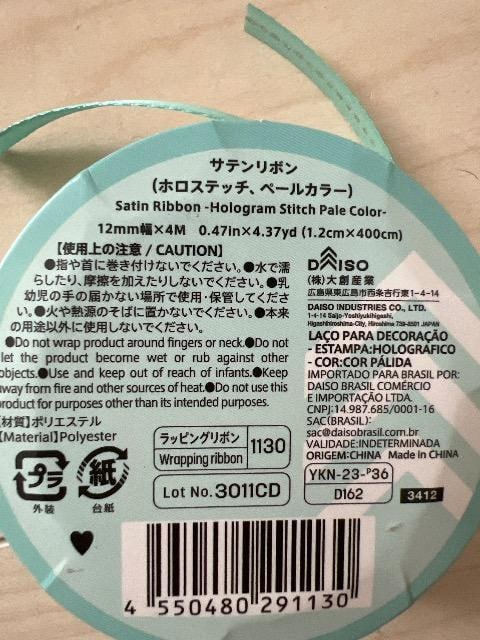 サテンリボン
(ホロステッチ、ペールカラー)
Satin Ribbon -Hologram Stitch Pale Color-
12mm幅×4M 0.47in×4.37yd (1.2cm×400cm)
【使用上の注意 / CAUTION】
●指や首に巻き付けないでください。●水で濡
らしたり、摩擦を加えたりしないでください。●乳
幼児の手の届かない場所で使用・保管してくだ
さい。●火や熱源のそばに置かないでください。●本来
の用途以外に使用しないでください。
●Do not wrap product around fingers or neck.●Do not
let the product become wet or rub against other
objects.●Use and keep out of reach of infants.●Keep
away from fire and other sources of heat.●Do not use this
product for purposes other than its intended purposes.
【材質】ポリエステル
【Material】Polyester
DAISO
(株)大創産業
広島県東広島市西条吉行東1-4-14
DAISO INDUSTRIES CO., LTD.
1-4-14 Saijo-Yoshiyukihigashi,
Higashihiroshima-City, Hiroshima 739-8501 JAPAN
LAÇO PARA DECORAÇÃO
- ESTAMPA:HOLOGRÁFICO
- COR:COR PÁLIDA
IMPORTADO PARA BRASIL POR:
DAISO BRASIL COMÉRCIO
E IMPORTAÇÃO LTDA.
CNPJ:14.987.685/0001-16
SAC(BRASIL):
sac@daisobrasil.com.br
VALIDADE:INDETERMINADA
ORIGEM:CHINA Made in CHINA
プラ
外装
紙
台紙
ラッピングリボン
Wrapping ribbon
1130
Lot No.3011CD
YKN-23-P36
D162
3412
4 550480 291130